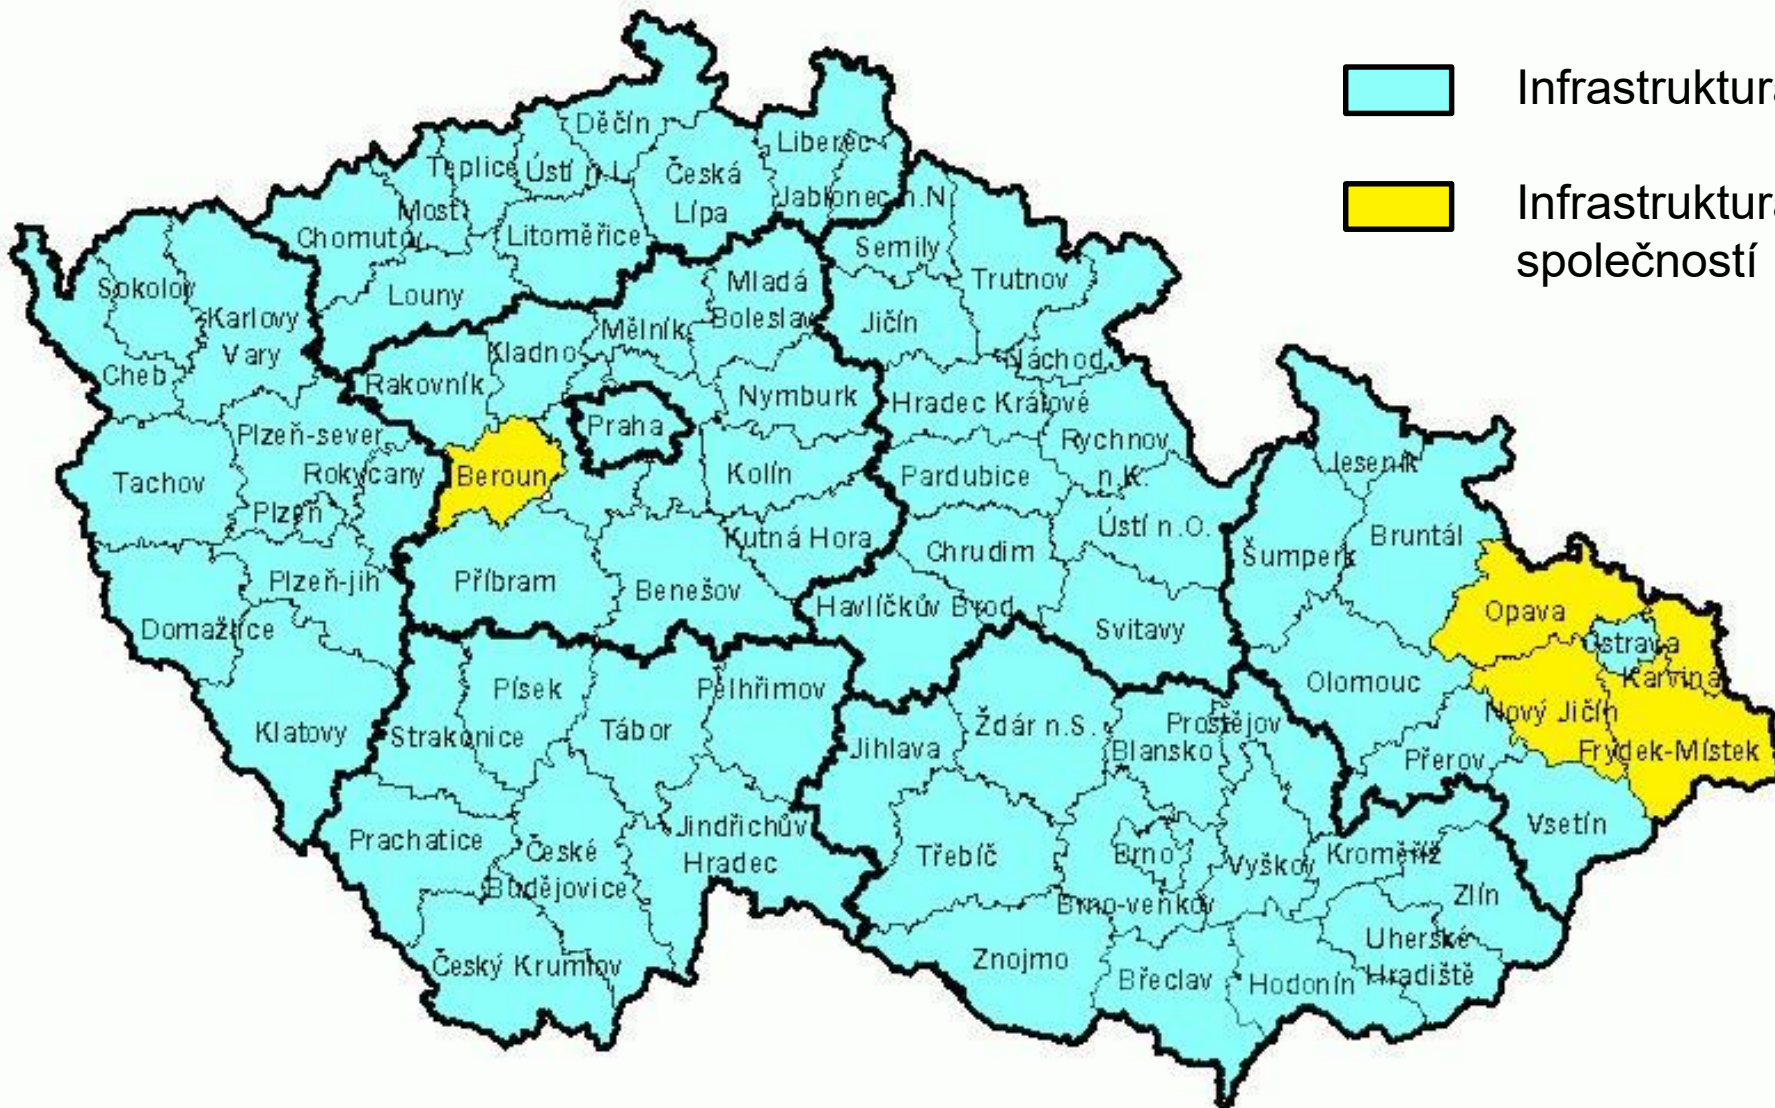 Infrastruktura
Infrastruktura
společností
Děčín
Liberec
Teplice
Ústí n.L.
Česká
Lípa
Jablonec n.N.
Most
Chomutov
Litoměřice
Semily
Trutnov
Sokolov
Louny
Mladá
Boleslav
Karlovy
Vary
Mělník
Jičín
Kladno
Náchod
Cheb
Rakovník
Nymburk
Hradec Králové
Praha
Plzeň-sever
Rychnov
n.K.
Rokycany
Beroun
Kolín
Pardubice
Jeseník
Tachov
Plzeň
Ústí n.O.
Bruntál
Kutná Hora
Chrudim
Šumperk
Plzeň-jih
Příbram
Benešov
Havlíčkův Brod
Opava
Domažlice
Svitavy
Ostrava
Karviná
Písek
Pelhřimov
Olomouc
Nový Jičín
Klatovy
Strakonice
Tábor
Ždár n.S.
Prostějov
Jihlava
Blansko
Přerov
Frýdek-Místek
Prachatice
Jindřichův
Hradec
Vsetín
České
Budějovice
Třebíč
Brno
Vyškov
Kroměříž
Zlín
Brno-venkov
Uherské
Hradiště
Český Krumlov
Znojmo
Břeclav
Hodonín